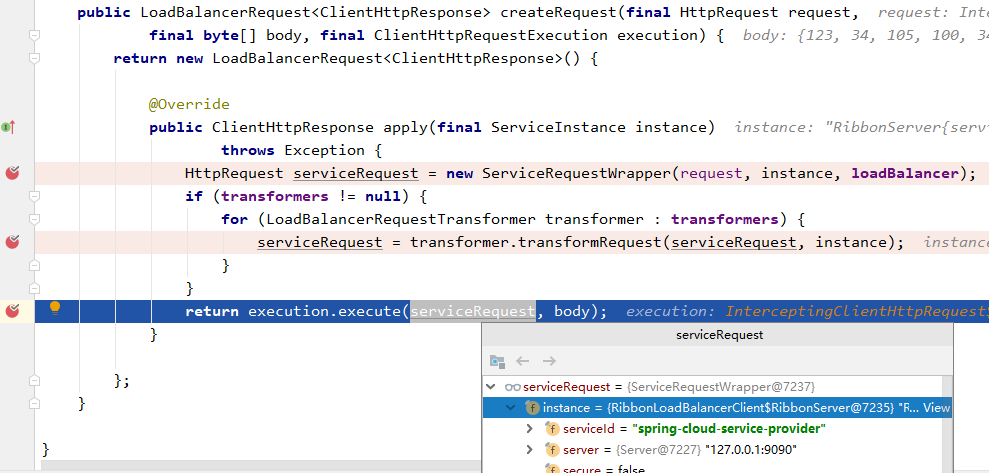 public LoadBalancerRequest<ClientHttpResponse> createRequest(final HttpRequest request, request: Inte
final byte[] body, final ClientHttpRequestExecution execution) { body: {123, 34, 105, 100, 34
return new LoadBalancerRequest<ClientHttpResponse>() {
@Override
public ClientHttpResponse apply(final ServiceInstance instance) instance: "RibbonServer{servi
throws Exception {
HttpRequest serviceRequest = new ServiceRequestWrapper(request, instance, loadBalancer);
if (transformers != null) {
for (LoadBalancerRequestTransformer transformer : transformers) {
serviceRequest = transformer.transformRequest(serviceRequest, instance); instance
}
}
return execution.execute(serviceRequest, body); execution: InterceptingClientHttpRequest$
}
serviceRequest
};
serviceRequest = {ServiceRequestWrapper@7237}
}
instance = {RibbonLoadBalancerClient$RibbonServer@7235} "R... View
serviceId = "spring-cloud-service-provider"
}
server = {Server@7227} "127.0.0.1:9090"
secure = false